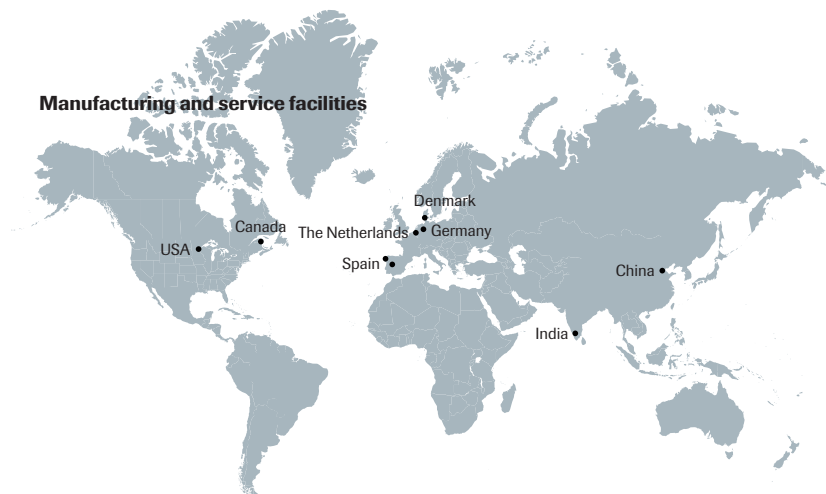 Manufacturing and service facilities
Denmark
Canada
The Netherlands
Germany
USA
Spain
China
India